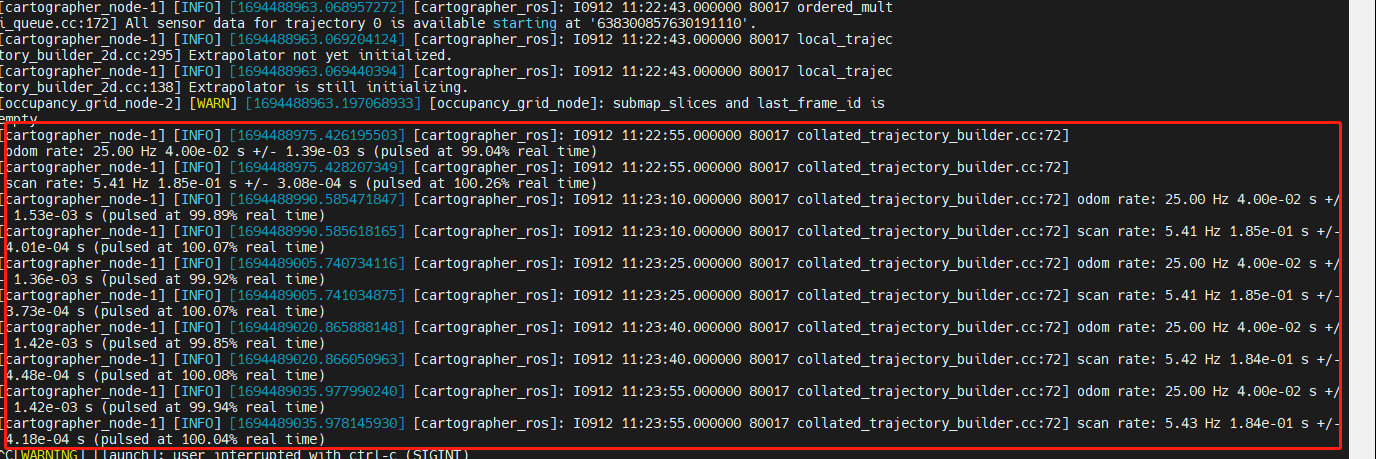 [cartographer_node-1] [INFO] [1694488963.068957272] [cartographer_ros]: I0912 11:22:43.000000 80017 ordered_mult
i_queue.cc:172] All sensor data for trajectory 0 is available starting at '638300857630191110'.
[cartographer_node-1] [INFO] [1694488963.069204124] [cartographer_ros]: I0912 11:22:43.000000 80017 local_trajec
tory_builder_2d.cc:295] Extrapolator not yet initialized.
[cartographer_node-1] [INFO] [1694488963.069440394] [cartographer_ros]: I0912 11:22:43.000000 80017 local_trajec
tory_builder_2d.cc:138] Extrapolator is still initializing.
[occupancy_grid_node-2] [WARN] [1694488963.197068933] [occupancy_grid_node]: submap_slices and last_frame_id is
empty
[cartographer_node-1] [INFO] [1694488975.426195503] [cartographer_ros]: I0912 11:22:55.000000 80017 collated_trajectory_builder.cc:72]
odom rate: 25.00 Hz 4.00e-02 s +/- 1.39e-03 s (pulsed at 99.04% real time)
[cartographer_node-1] [INFO] [1694488975.428207349] [cartographer_ros]: I0912 11:22:55.000000 80017 collated_trajectory_builder.cc:72]
scan rate: 5.41 Hz 1.85e-01 s +/- 3.08e-04 s (pulsed at 100.26% real time)
[cartographer_node-1] [INFO] [1694488990.585471847] [cartographer_ros]: I0912 11:23:10.000000 80017 collated_trajectory_builder.cc:72] odom rate: 25.00 Hz 4.00e-02 s +/
- 1.53e-03 s (pulsed at 99.89% real time)
[cartographer_node-1] [INFO] [1694488990.585618165] [cartographer_ros]: I0912 11:23:10.000000 80017 collated_trajectory_builder.cc:72] scan rate: 5.41 Hz 1.85e-01 s +/-
4.01e-04 s (pulsed at 100.07% real time)
[cartographer_node-1] [INFO] [1694489005.740734116] [cartographer_ros]: I0912 11:23:25.000000 80017 collated_trajectory_builder.cc:72] odom rate: 25.00 Hz 4.00e-02 s +/
- 1.36e-03 s (pulsed at 99.92% real time)
[cartographer_node-1] [INFO] [1694489005.741034875] [cartographer_ros]: I0912 11:23:25.000000 80017 collated_trajectory_builder.cc:72] scan rate: 5.41 Hz 1.85e-01 s +/-
3.73e-04 s (pulsed at 100.07% real time)
[cartographer_node-1] [INFO] [1694489020.865888148] [cartographer_ros]: I0912 11:23:40.000000 80017 collated_trajectory_builder.cc:72] odom rate: 25.00 Hz 4.00e-02 s +/
- 1.42e-03 s (pulsed at 99.85% real time)
[cartographer_node-1] [INFO] [1694489020.866050963] [cartographer_ros]: I0912 11:23:40.000000 80017 collated_trajectory_builder.cc:72] scan rate: 5.42 Hz 1.84e-01 s +/-
4.48e-04 s (pulsed at 100.08% real time)
[cartographer_node-1] [INFO] [1694489035.977990240] [cartographer_ros]: I0912 11:23:55.000000 80017 collated_trajectory_builder.cc:72] odom rate: 25.00 Hz 4.00e-02 s +/
- 1.42e-03 s (pulsed at 99.94% real time)
[cartographer_node-1] [INFO] [1694489035.978145930] [cartographer_ros]: I0912 11:23:55.000000 80017 collated_trajectory_builder.cc:72] scan rate: 5.43 Hz 1.84e-01 s +/-
4.18e-04 s (pulsed at 100.04% real time)
^C[WARNING] [launch]: user interrupted with ctrl-c (SIGINT)